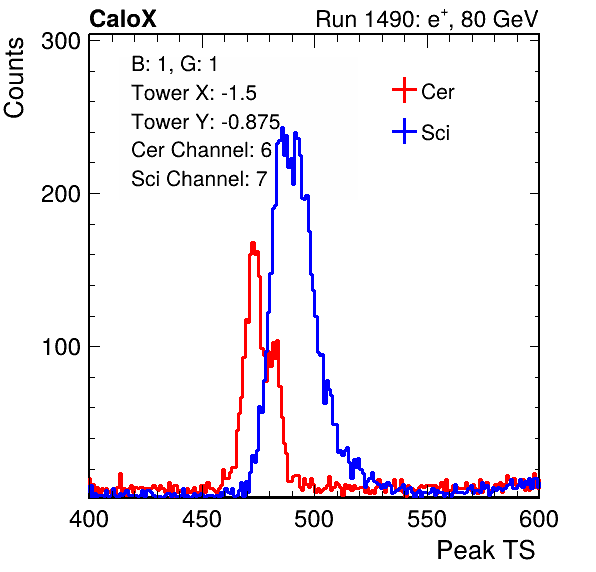 CaloX Run 1490: e⁺, 80 GeV
Counts
300
B: 1, G: 1
Tower X: -1.5
Tower Y: -0.875
Cer Channel: 6
Sci Channel: 7
Cer
Sci
200
100
400 450 500 550 600
Peak TS